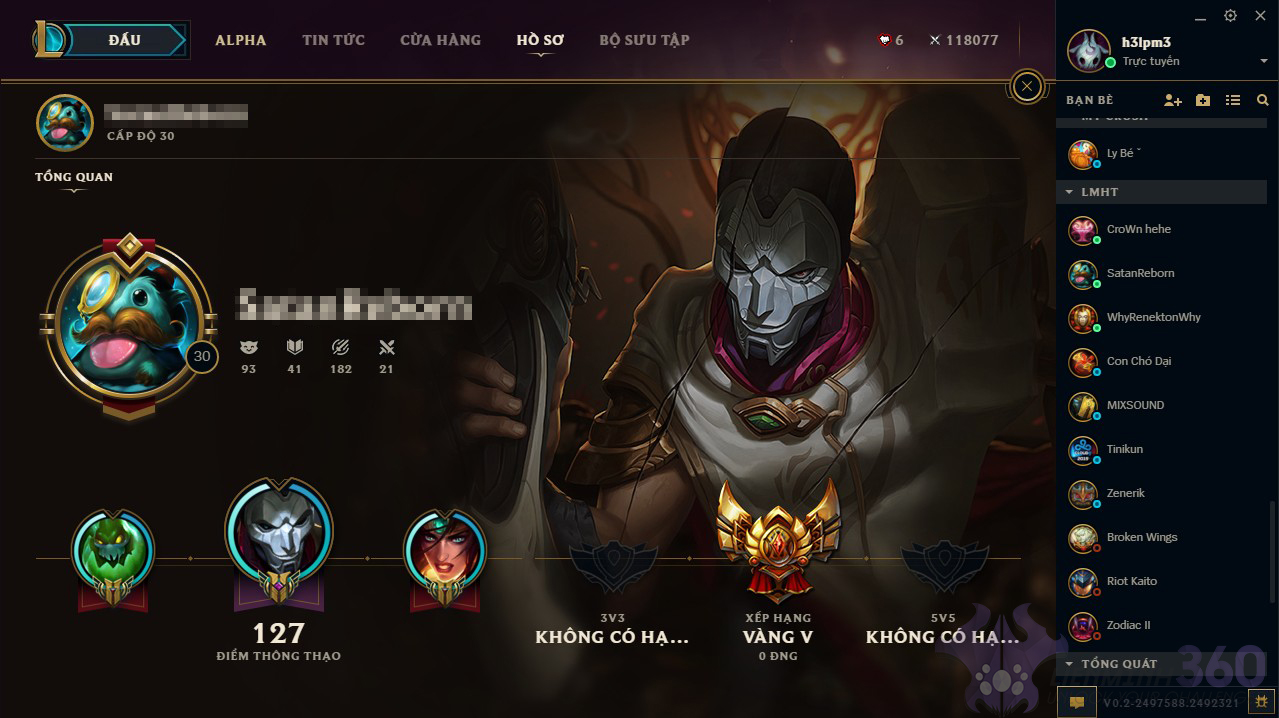 ĐẤU
ALPHA
TIN TỨC
CỬA HÀNG
HỒ SƠ
BỘ SƯU TẬP
6
118077
h3lpm3
Trực tuyến
CẤP ĐỘ 30
BẠN BÈ
Ly Bé ˇ
TỔNG QUAN
LMHT
CroWn hehe
SatanReborn
WhyRenektonWhy
30
93
41
182
21
Con Chó Dại
MIXSOUND
Tinikun
Zenerik
Broken Wings
Riot Kaito
Zodiac II
127
ĐIỂM THÔNG THẠO
3V3
KHÔNG CÓ HẠ...
XẾP HẠNG
VÀNG V
0 ĐNG
5V5
KHÔNG CÓ HẠ...
TỔNG QUÁT
360
V0.2-2497588.2492321